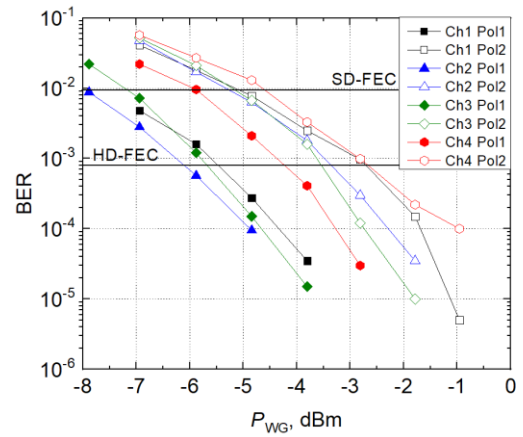 10⁰
10⁻¹
10⁻²
10⁻³
10⁻⁴
10⁻⁵
10⁻⁶
BER
SD-FEC
HD-FEC
Ch1 Pol1
Ch1 Pol2
Ch2 Pol1
Ch2 Pol2
Ch3 Pol1
Ch3 Pol2
Ch4 Pol1
Ch4 Pol2
-8 -7 -6 -5 -4 -3 -2 -1 0
P_WG, dBm